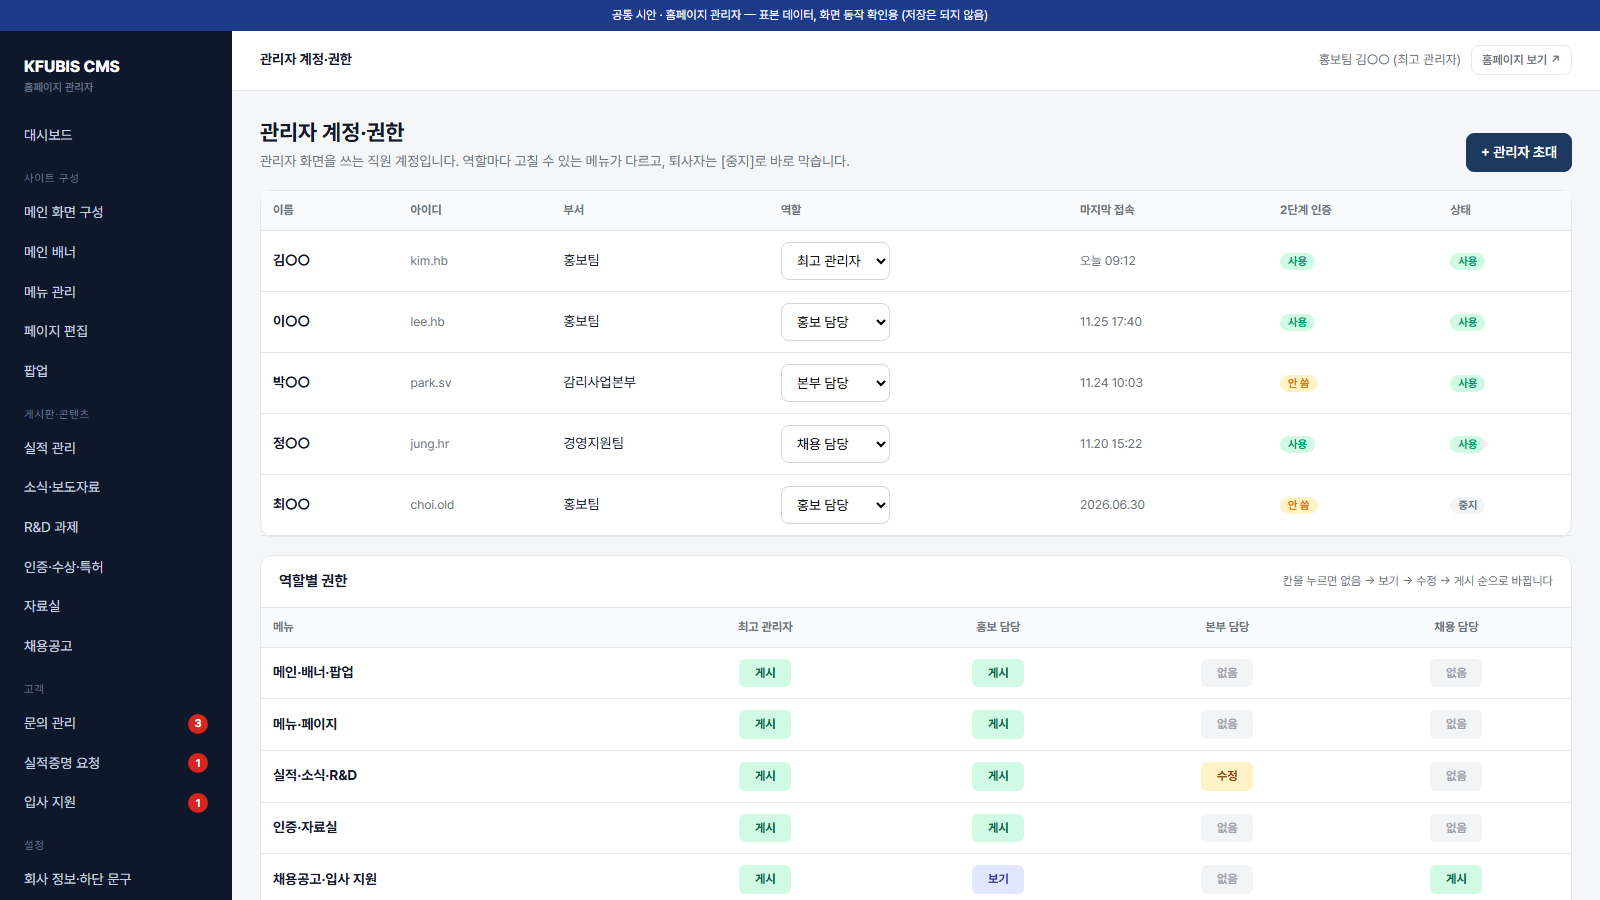 공통 시안 · 홈페이지 관리자 — 표본 데이터, 화면 동작 확인용 (저장은 되지 않음)
KFUBIS CMS
홈페이지 관리자
대시보드
사이트 구성
메인 화면 구성
메인 배너
메뉴 관리
페이지 편집
팝업
게시판·콘텐츠
실적 관리
소식·보도자료
R&D 과제
인증·수상·특허
자료실
채용공고
고객
문의 관리 3
실적증명 요청 1
입사 지원 1
설정
회사 정보·하단 문구
관리자 계정·권한
홍보팀 김○○ (최고 관리자) 홈페이지 보기 ↗
관리자 계정·권한
관리자 화면을 쓰는 직원 계정입니다. 역할마다 고칠 수 있는 메뉴가 다르고, 퇴사자는 [중지]로 바로 막습니다.
+ 관리자 초대
이름 아이디 부서 역할 마지막 접속 2단계 인증 상태
김○○ kim.hb 홍보팀 최고 관리자 오늘 09:12 사용 사용
이○○ lee.hb 홍보팀 홍보 담당 11.25 17:40 사용 사용
박○○ park.sv 감리사업본부 본부 담당 11.24 10:03 안 씀 사용
정○○ jung.hr 경영지원팀 채용 담당 11.20 15:22 사용 사용
최○○ choi.old 홍보팀 홍보 담당 2026.06.30 안 씀 중지
역할별 권한
칸을 누르면 없음 → 보기 → 수정 → 게시 순으로 바뀝니다
메뉴 최고 관리자 홍보 담당 본부 담당 채용 담당
메인·배너·팝업 게시 게시 없음 없음
메뉴·페이지 게시 게시 없음 없음
실적·소식·R&D 게시 게시 수정 없음
인증·자료실 게시 게시 없음 없음
채용공고·입사 지원 게시 보기 없음 게시